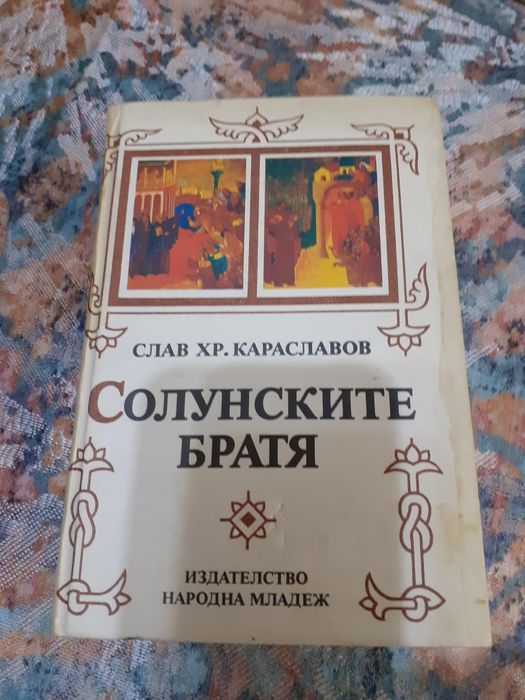 СЛАВ ХР. КАРАСЛАВОВ
СОЛУНСКИТЕ
БРАТЯ
ИЗДАТЕЛСТВО
НАРОДНА МЛАДЕЖ